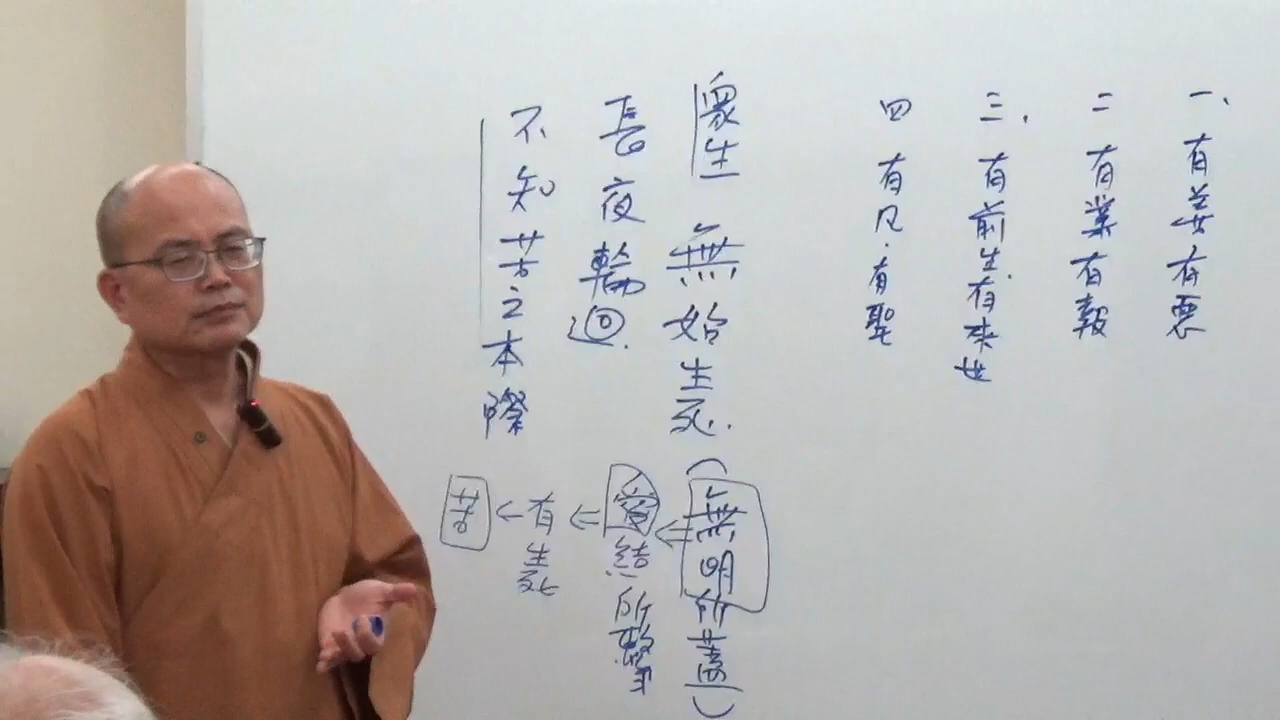 一、有善有惡
二 有業有報
三、有前生有來世
四 有凡.有聖
眾生 無始生死.
(無明所蓋)
長夜輪迴.
愛結所繫
不知苦之本際
⇐ ⇐ 有生死 ← 苦